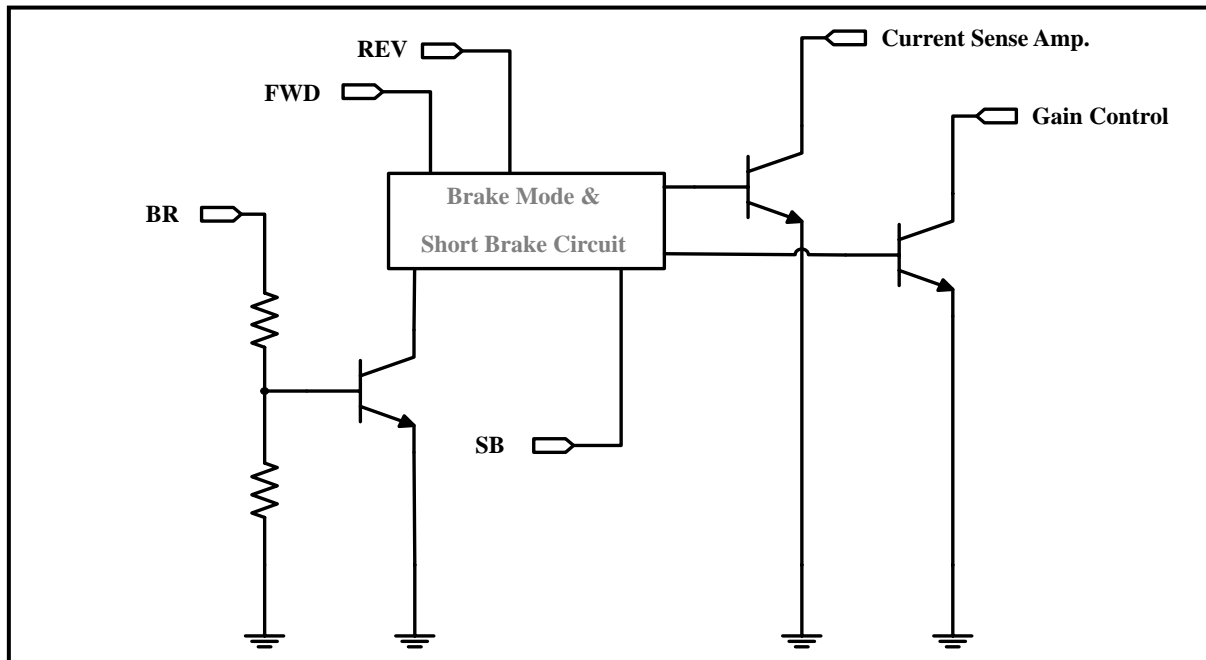 REV
Current Sense Amp.
FWD
Gain Control
Brake Mode &
Short Brake Circuit
BR
SB